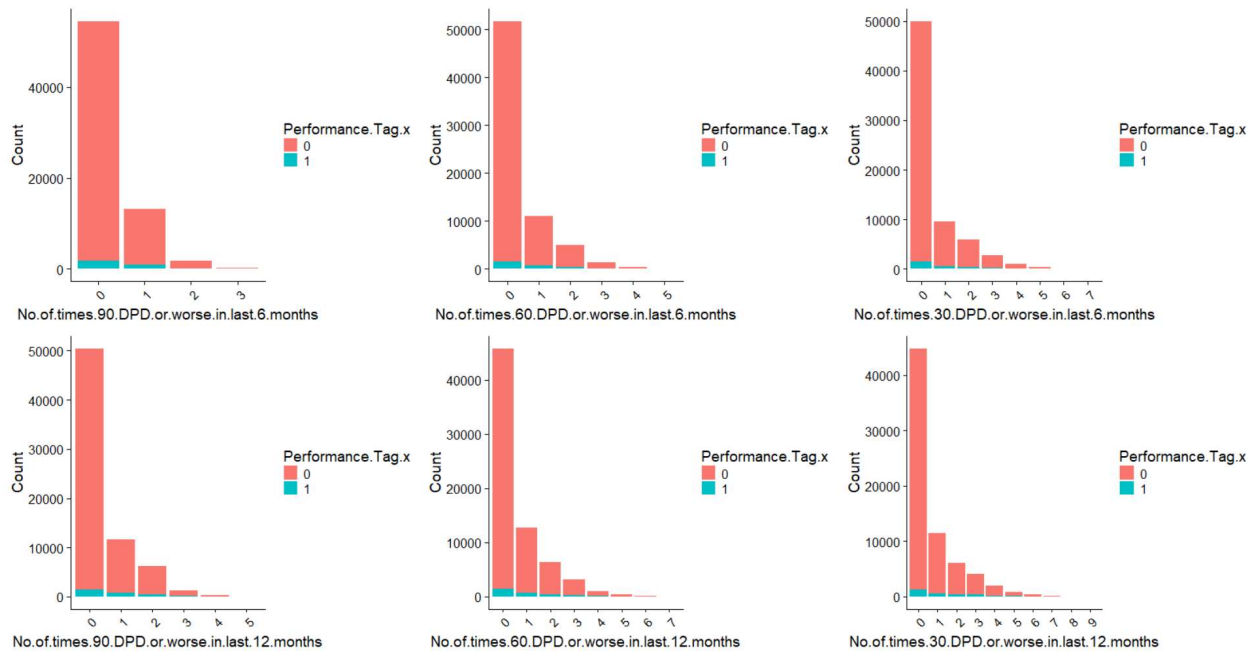 Count
40000
20000
0
0 1 2 3
No.of.times.90.DPD.or.worse.in.last.6.months
Performance.Tag.x
0
1
Count
50000
40000
30000
20000
10000
0
0 1 2 3 4 5
No.of.times.60.DPD.or.worse.in.last.6.months
Performance.Tag.x
0
1
Count
50000
40000
30000
20000
10000
0
0 1 2 3 4 5 6 7
No.of.times.30.DPD.or.worse.in.last.6.months
Performance.Tag.x
0
1
Count
50000
40000
30000
20000
10000
0
0 1 2 3 4 5
No.of.times.90.DPD.or.worse.in.last.12.months
Performance.Tag.x
0
1
Count
40000
30000
20000
10000
0
0 1 2 3 4 5 6 7
No.of.times.60.DPD.or.worse.in.last.12.months
Performance.Tag.x
0
1
Count
40000
30000
20000
10000
0
0 1 2 3 4 5 6 7 8 9
No.of.times.30.DPD.or.worse.in.last.12.months
Performance.Tag.x
0
1